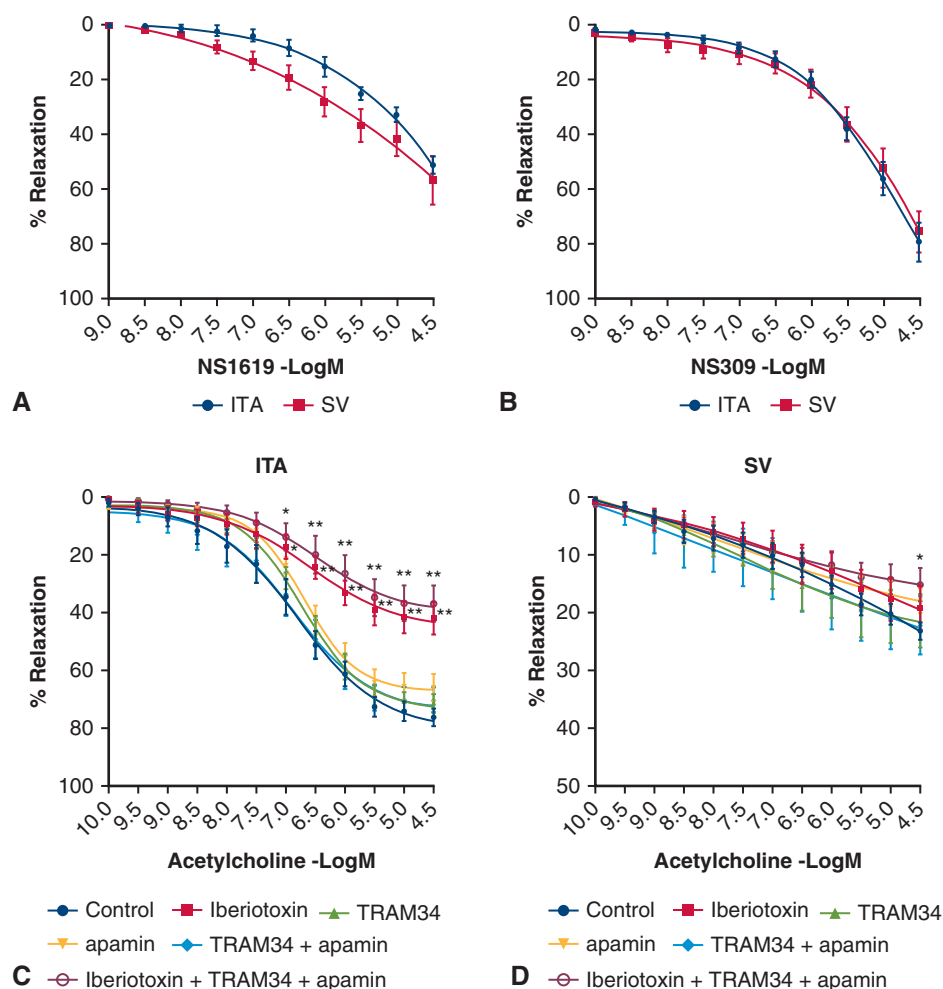 0
20
40
60
80
100
% Relaxation
9.0 8.5 8.0 7.5 7.0 6.5 6.0 5.5 5.0 4.5
NS1619 -LogM
A
ITA SV
0
20
40
60
80
100
% Relaxation
9.0 8.5 8.0 7.5 7.0 6.5 6.0 5.5 5.0 4.5
NS309 -LogM
B
ITA SV
ITA
0
20
40
60
80
100
% Relaxation
* ** ** ** ** **
* ** ** ** ** **
10.0 9.5 9.0 8.5 8.0 7.5 7.0 6.5 6.0 5.5 5.0 4.5
Acetylcholine -LogM
Control Iberiotoxin TRAM34
apamin TRAM34 + apamin
C Iberiotoxin + TRAM34 + apamin
SV
0
10
20
30
40
50
% Relaxation
*
10.0 9.5 9.0 8.5 8.0 7.5 7.0 6.5 6.0 5.5 5.0 4.5
Acetylcholine -LogM
Control Iberiotoxin TRAM34
apamin TRAM34 + apamin
D Iberiotoxin + TRAM34 + apamin